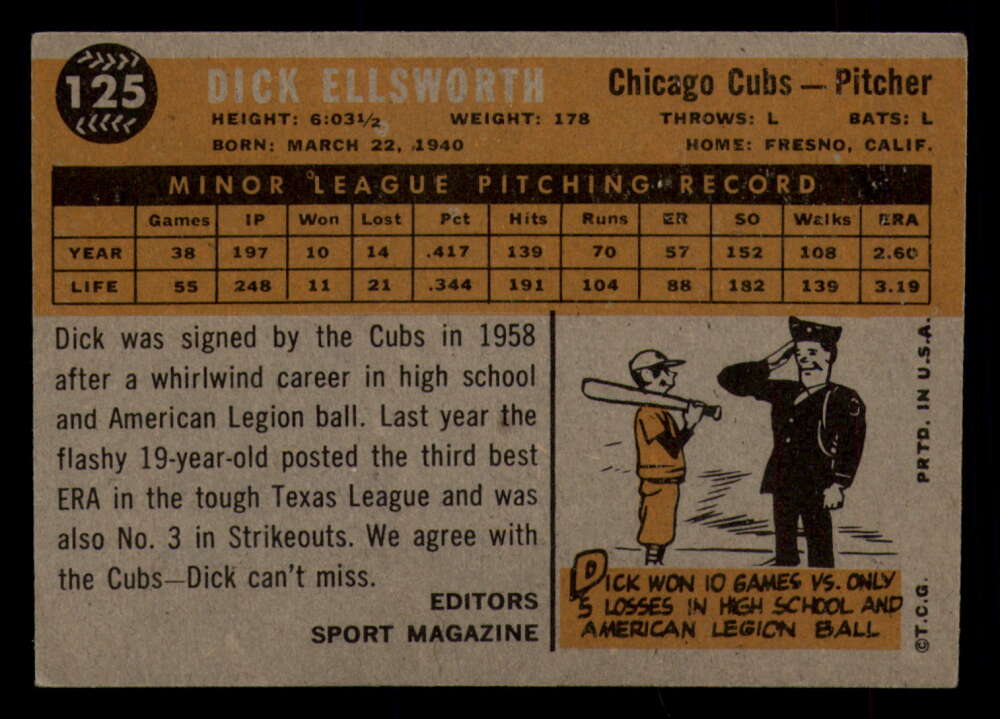 125
DICK ELLSWORTH
Chicago Cubs — Pitcher
HEIGHT: 6:03½ WEIGHT: 178 THROWS: L BATS: L
BORN: MARCH 22, 1940 HOME: FRESNO, CALIF.
MINOR LEAGUE PITCHING RECORD
Games IP Won Lost Pct Hits Runs ER SO Walks ERA
YEAR 38 197 10 14 .417 139 70 57 152 108 2.60
LIFE 55 248 11 21 .344 191 104 88 182 139 3.19
Dick was signed by the Cubs in 1958
after a whirlwind career in high school
and American Legion ball. Last year the
flashy 19-year-old posted the third best
ERA in the tough Texas League and was
also No. 3 in Strikeouts. We agree with
the Cubs—Dick can't miss.
EDITORS
SPORT MAGAZINE
DICK WON 10 GAMES VS. ONLY
5 LOSSES IN HIGH SCHOOL AND
AMERICAN LEGION BALL
©T.C.G. PRTD. IN U.S.A.